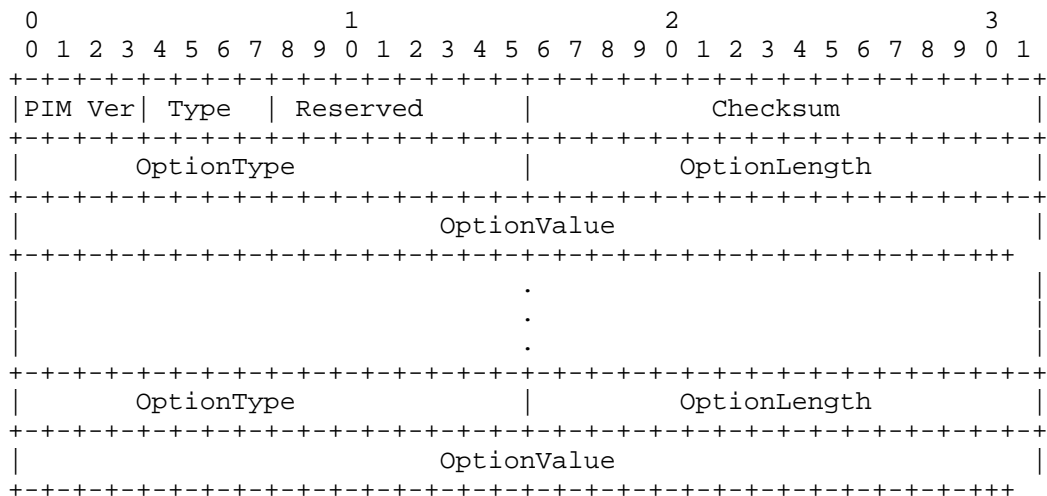 0                   1                   2                   3
 0 1 2 3 4 5 6 7 8 9 0 1 2 3 4 5 6 7 8 9 0 1 2 3 4 5 6 7 8 9 0 1
+-+-+-+-+-+-+-+-+-+-+-+-+-+-+-+-+-+-+-+-+-+-+-+-+-+-+-+-+-+-+-+-+
|PIM Ver| Type  | Reserved      |           Checksum            |
+-+-+-+-+-+-+-+-+-+-+-+-+-+-+-+-+-+-+-+-+-+-+-+-+-+-+-+-+-+-+-+-+
|       OptionType              |         OptionLength          |
+-+-+-+-+-+-+-+-+-+-+-+-+-+-+-+-+-+-+-+-+-+-+-+-+-+-+-+-+-+-+-+-+
|                          OptionValue                          |
+-+-+-+-+-+-+-+-+-+-+-+-+-+-+-+-+-+-+-+-+-+-+-+-+-+-+-+-+-+-+++
|                               .                               |
|                               .                               |
|                               .                               |
+-+-+-+-+-+-+-+-+-+-+-+-+-+-+-+-+-+-+-+-+-+-+-+-+-+-+-+-+-+-+-+-+
|       OptionType              |         OptionLength          |
+-+-+-+-+-+-+-+-+-+-+-+-+-+-+-+-+-+-+-+-+-+-+-+-+-+-+-+-+-+-+-+-+
|                          OptionValue                          |
+-+-+-+-+-+-+-+-+-+-+-+-+-+-+-+-+-+-+-+-+-+-+-+-+-+-+-+-+-+-+++